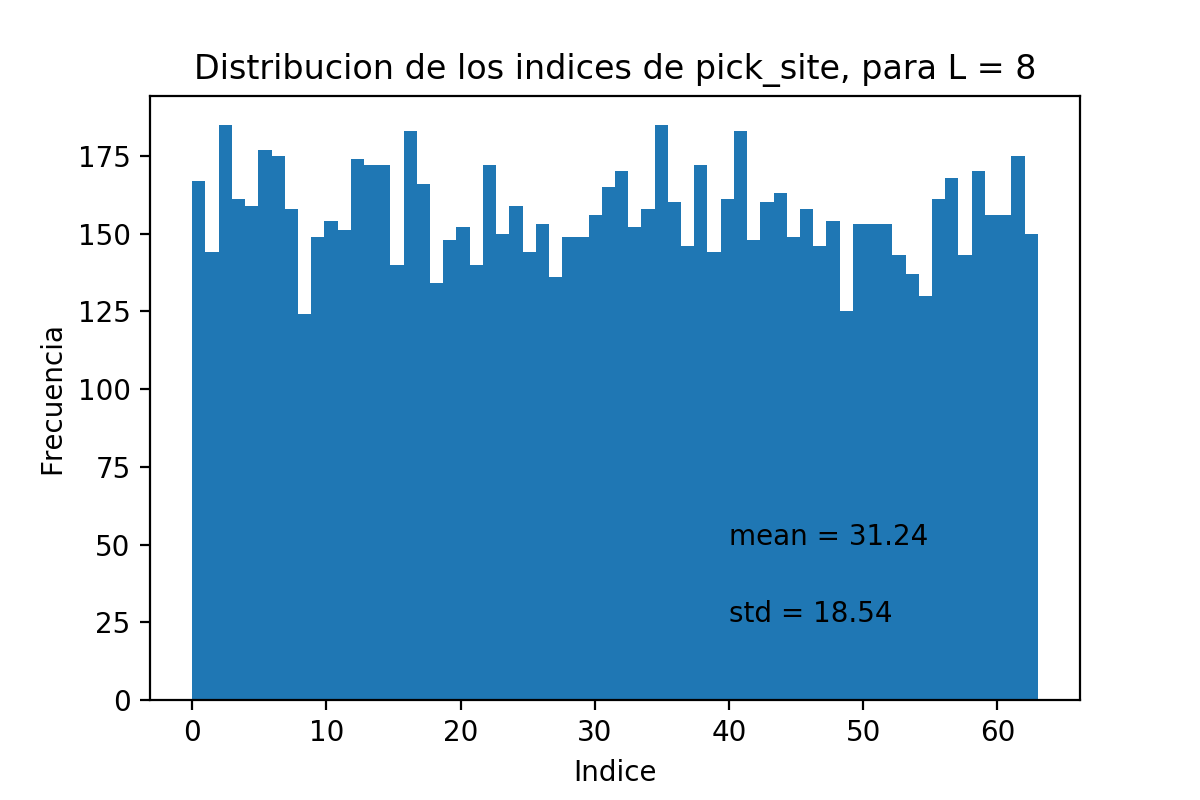 Distribucion de los indices de pick_site, para L = 8
Frecuencia
175
150
125
100
75
50
25
0
mean = 31.24
std = 18.54
0 10 20 30 40 50 60
Indice